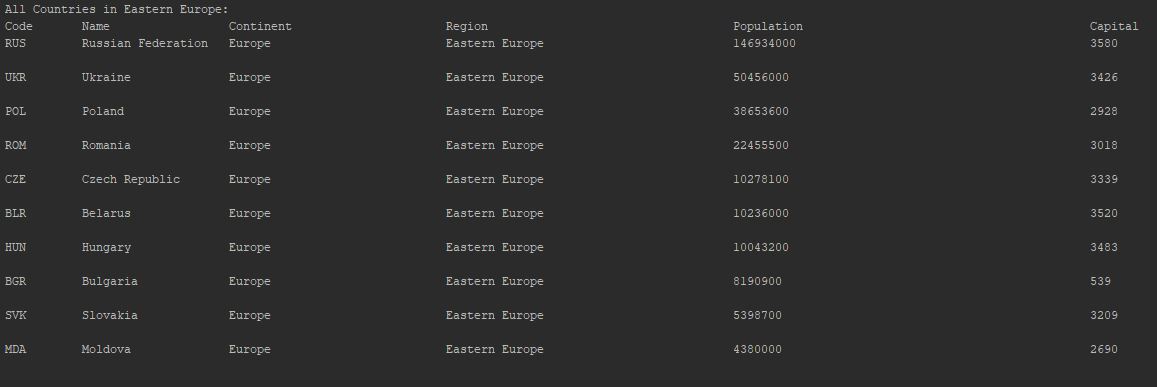 All Countries in Eastern Europe:
Code Name Continent Region Population Capital
RUS Russian Federation Europe Eastern Europe 146934000 3580
UKR Ukraine Europe Eastern Europe 50456000 3426
POL Poland Europe Eastern Europe 38653600 2928
ROM Romania Europe Eastern Europe 22455500 3018
CZE Czech Republic Europe Eastern Europe 10278100 3339
BLR Belarus Europe Eastern Europe 10236000 3520
HUN Hungary Europe Eastern Europe 10043200 3483
BGR Bulgaria Europe Eastern Europe 8190900 539
SVK Slovakia Europe Eastern Europe 5398700 3209
MDA Moldova Europe Eastern Europe 4380000 2690